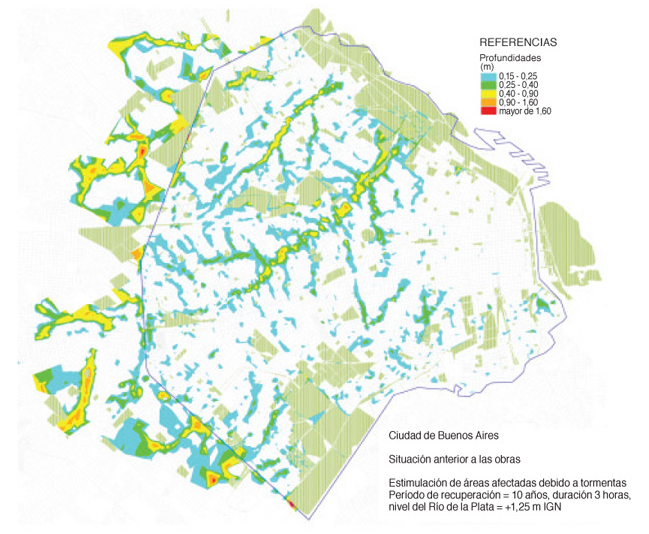 REFERENCIAS
Profundidades
(m)
0,15 - 0,25
0,25 - 0,40
0,40 - 0,90
0,90 - 1,60
mayor de 1,60
Ciudad de Buenos Aires
Situación anterior a las obras
Estimulación de áreas afectadas debido a tormentas
Período de recuperación = 10 años, duración 3 horas,
nivel del Río de la Plata = +1,25 m IGN